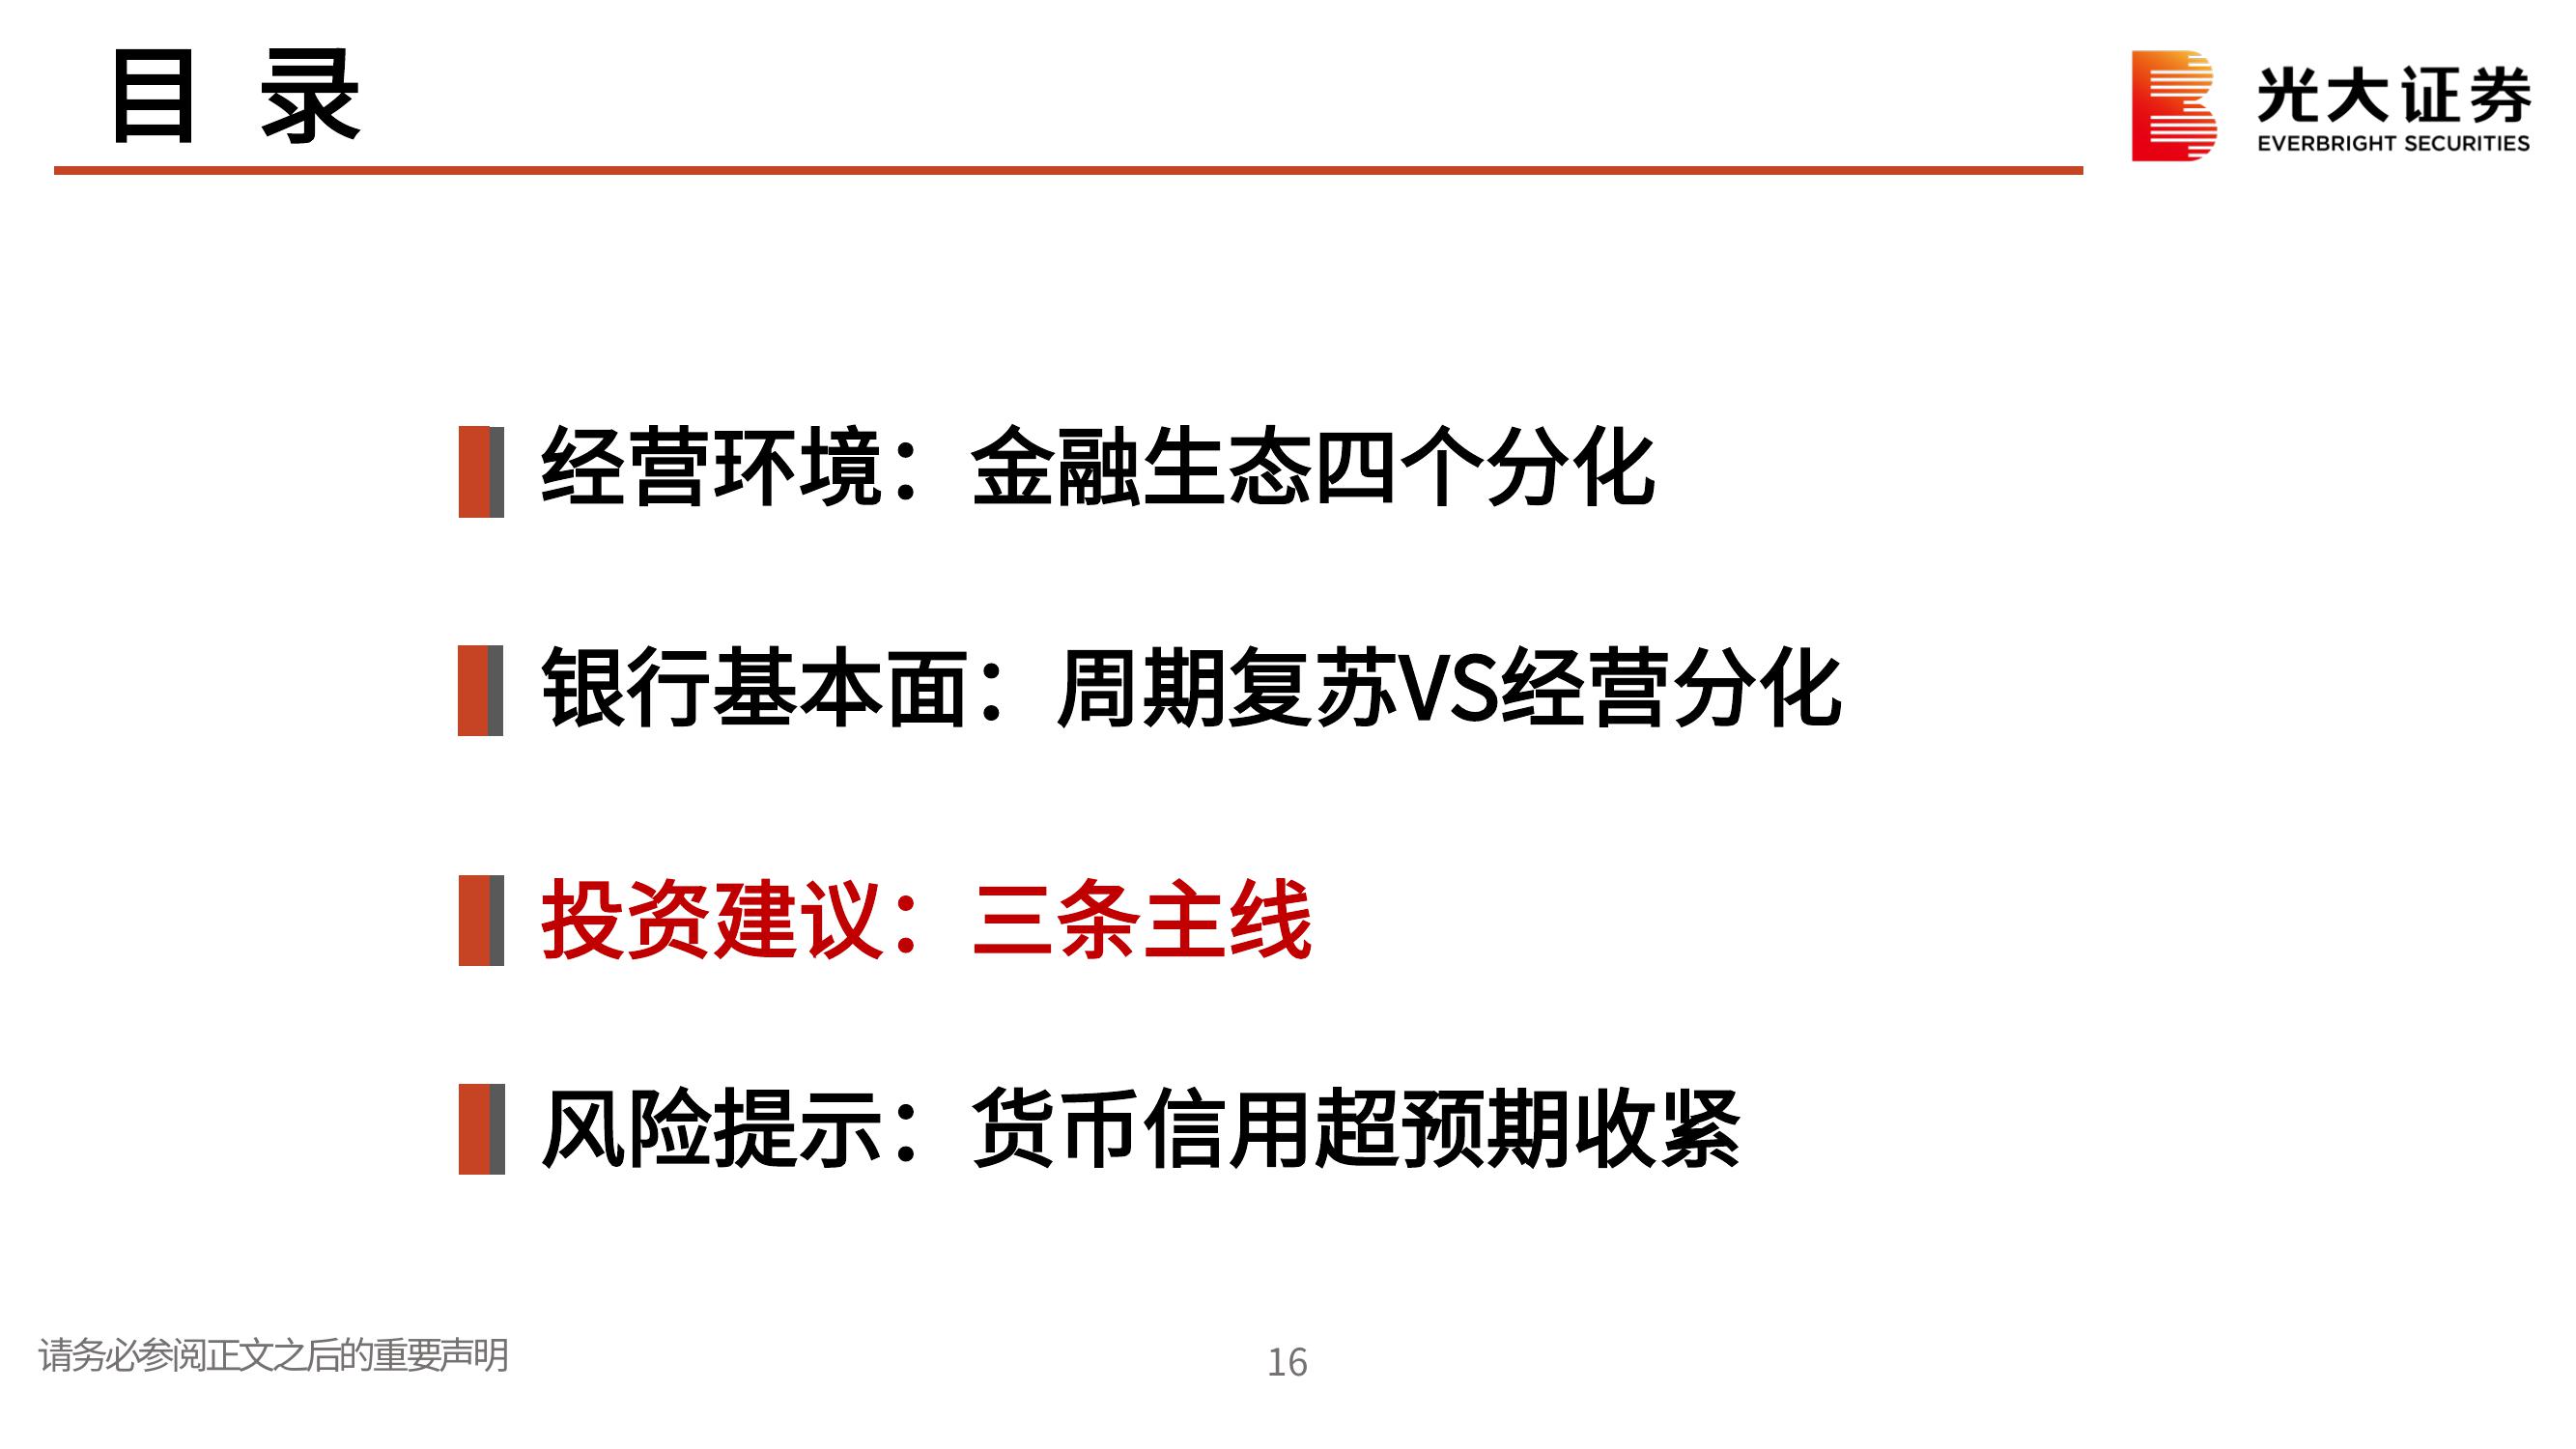 目 录
光大证券
EVERBRIGHT SECURITIES
经营环境：金融生态四个分化
银行基本面：周期复苏VS经营分化
投资建议：三条主线
风险提示：货币信用超预期收紧
请务必参阅正文之后的重要声明
16